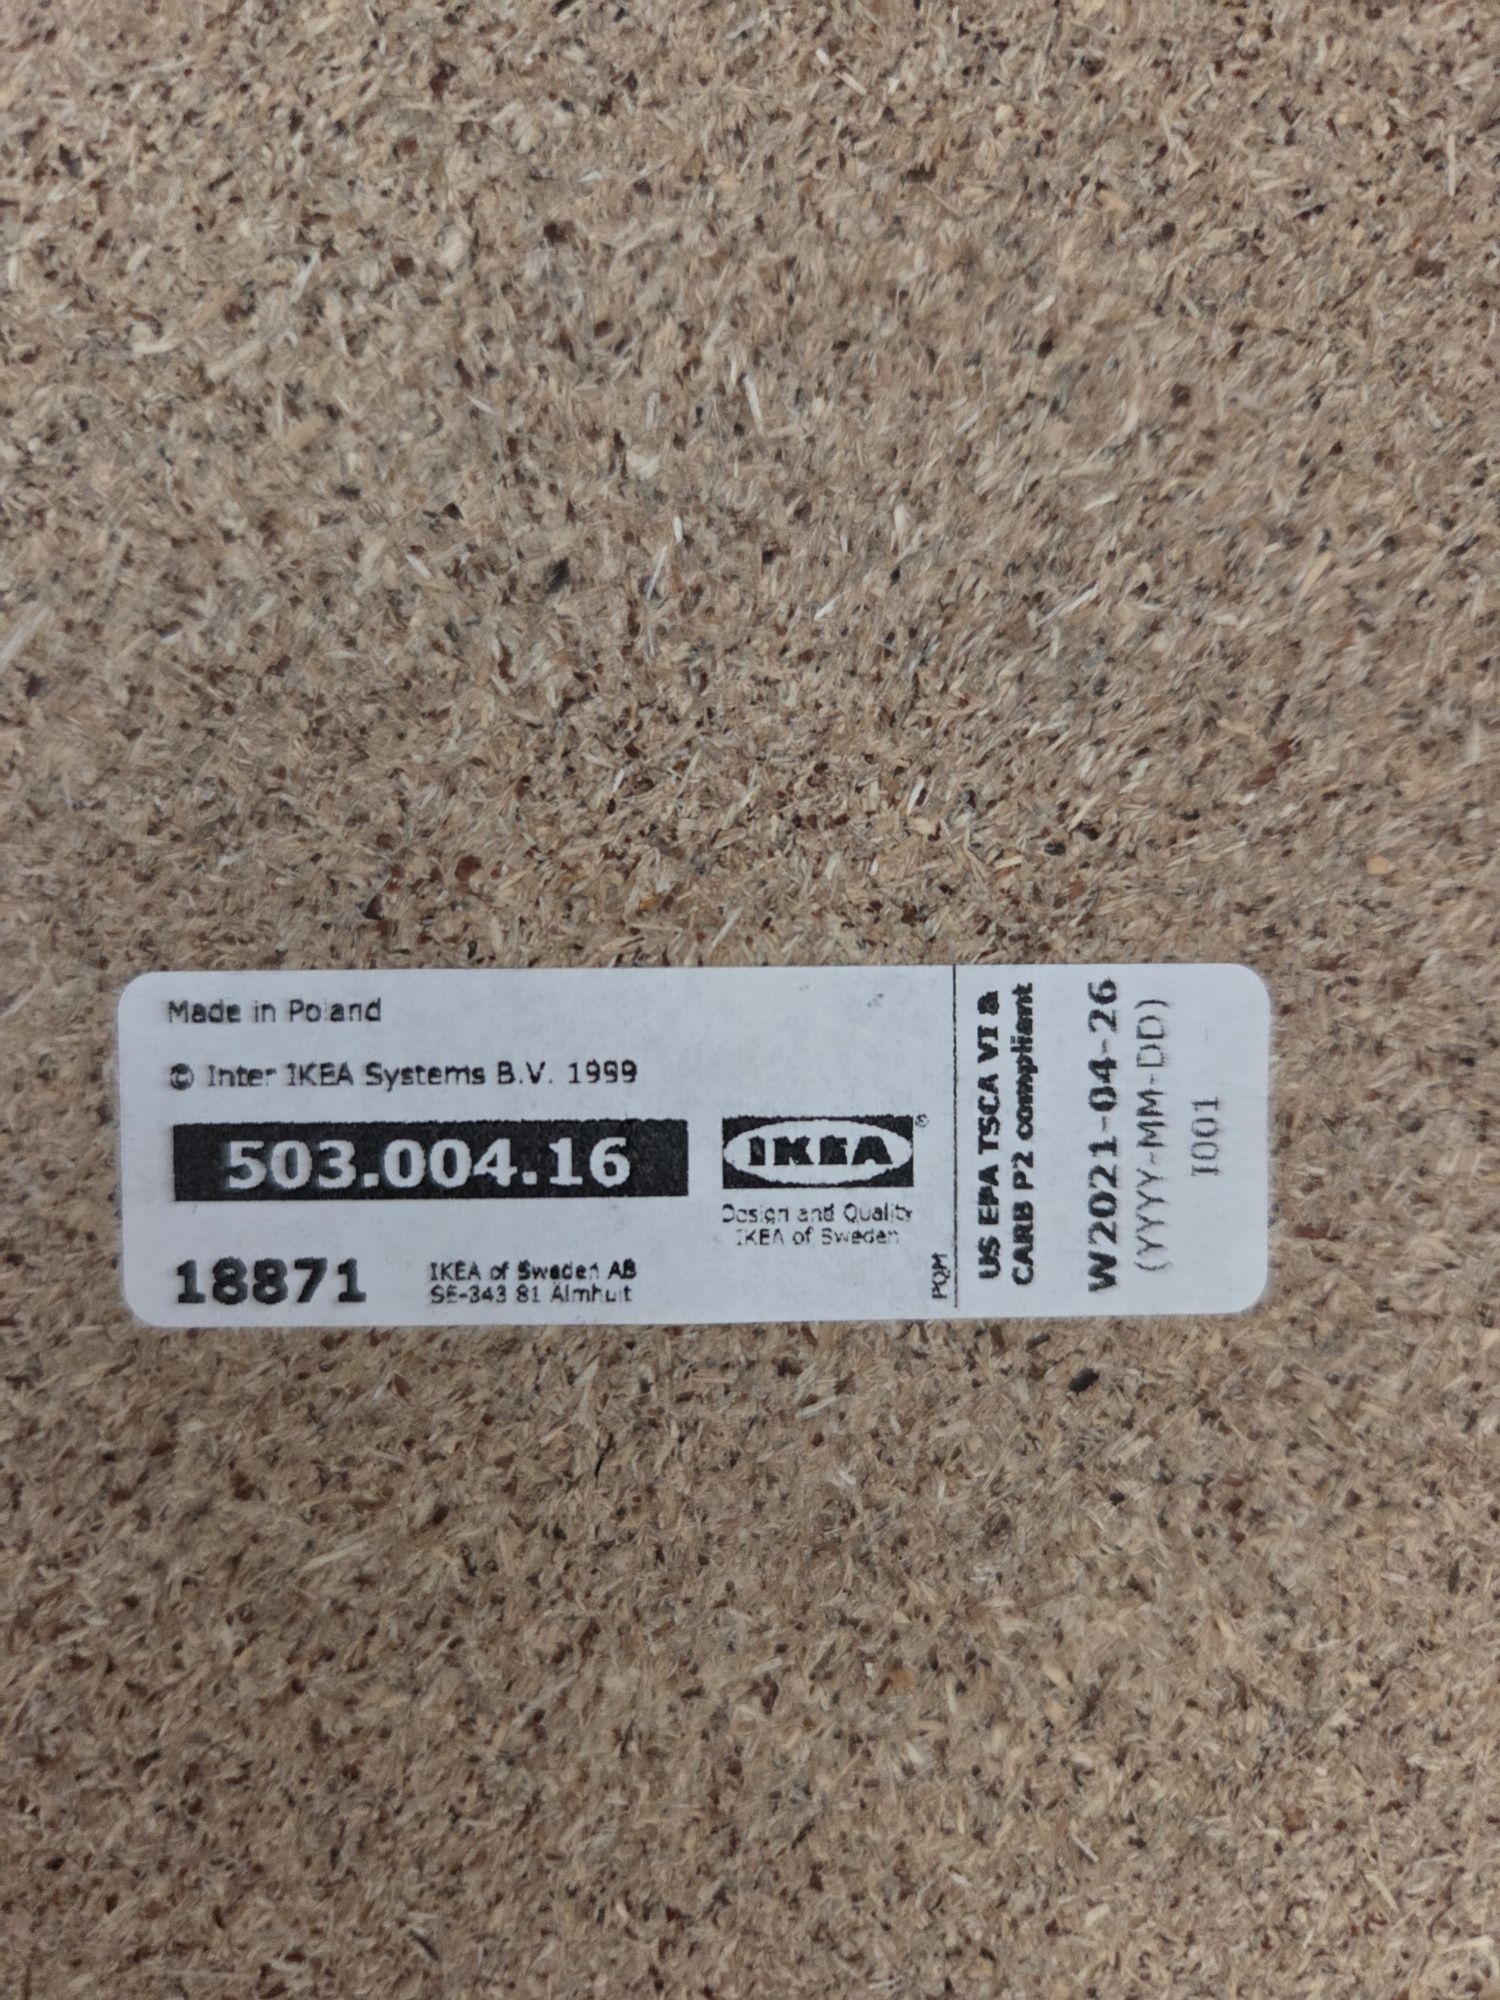 Made in Poland
© Inter IKEA Systems B.V. 1999
503.004.16
IKEA®
Design and Quality
IKEA of Sweden
18871
IKEA of Sweden AB
SE-343 81 Älmhult
PQM
US EPA TSCA VI &
CARB P2 compliant
W2021-04-26
(YYYY-MM-DD)
I001